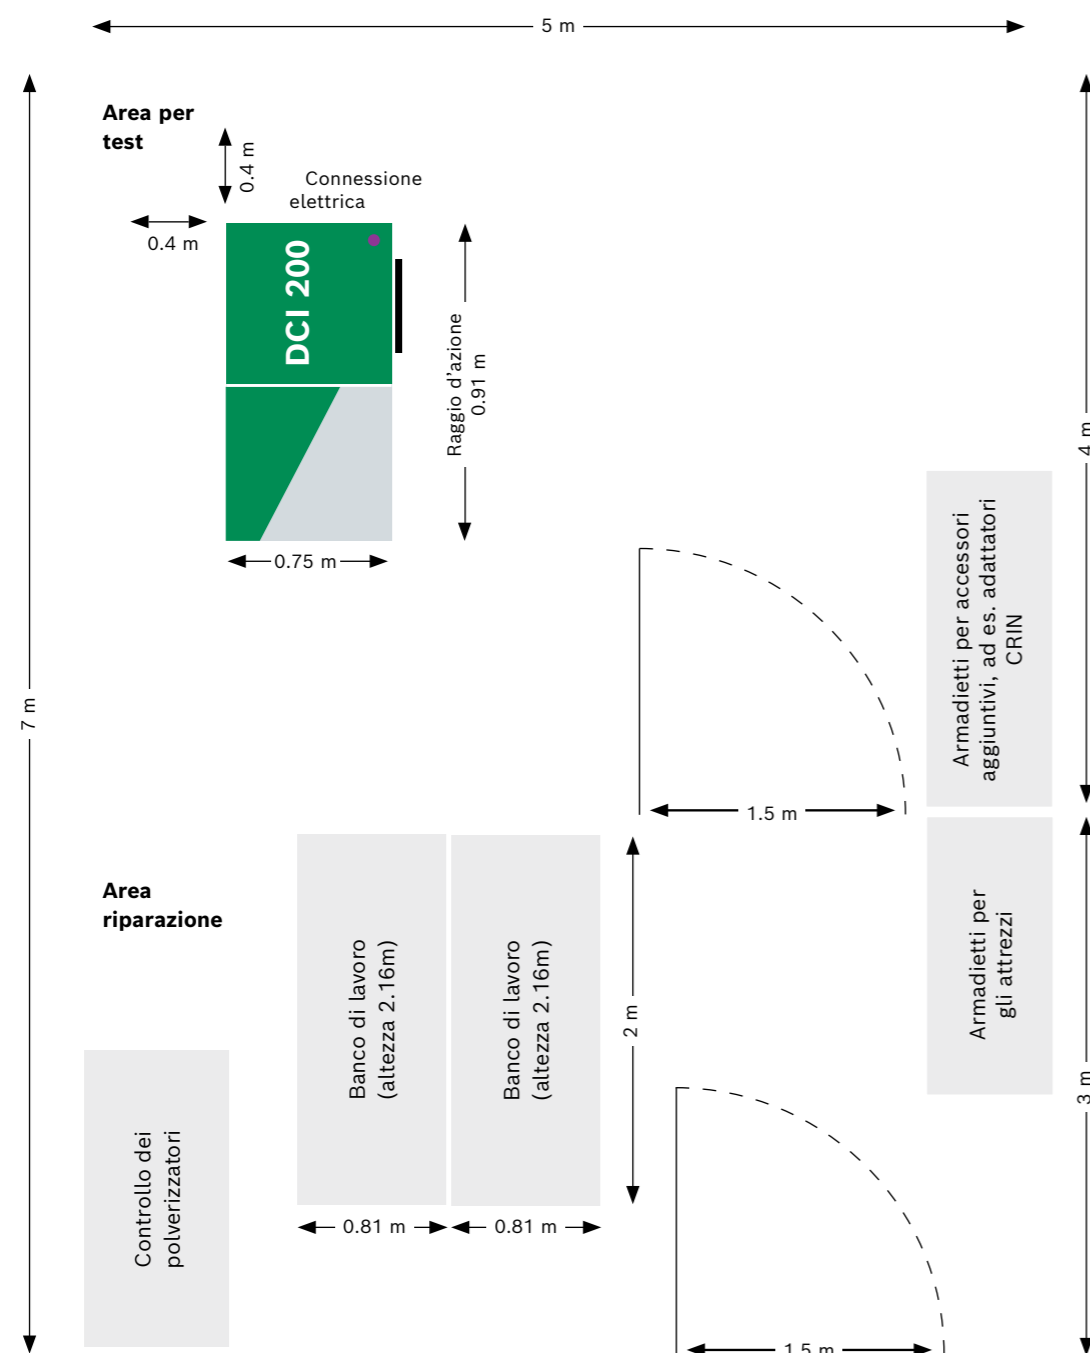 5 m
Area per
test
0.4 m
Connessione
elettrica
0.4 m
DCI 200
Raggio d'azione
0.91 m
0.75 m
4 m
Armadietti per accessori
aggiuntivi, ad es. adattatori
CRIN
7 m
1.5 m
Area
riparazione
Banco di lavoro
(altezza 2.16m)
Banco di lavoro
(altezza 2.16m)
2 m
Armadietti per
gli attrezzi
3 m
Controllo dei
polverizzatori
0.81 m
0.81 m
1.5 m